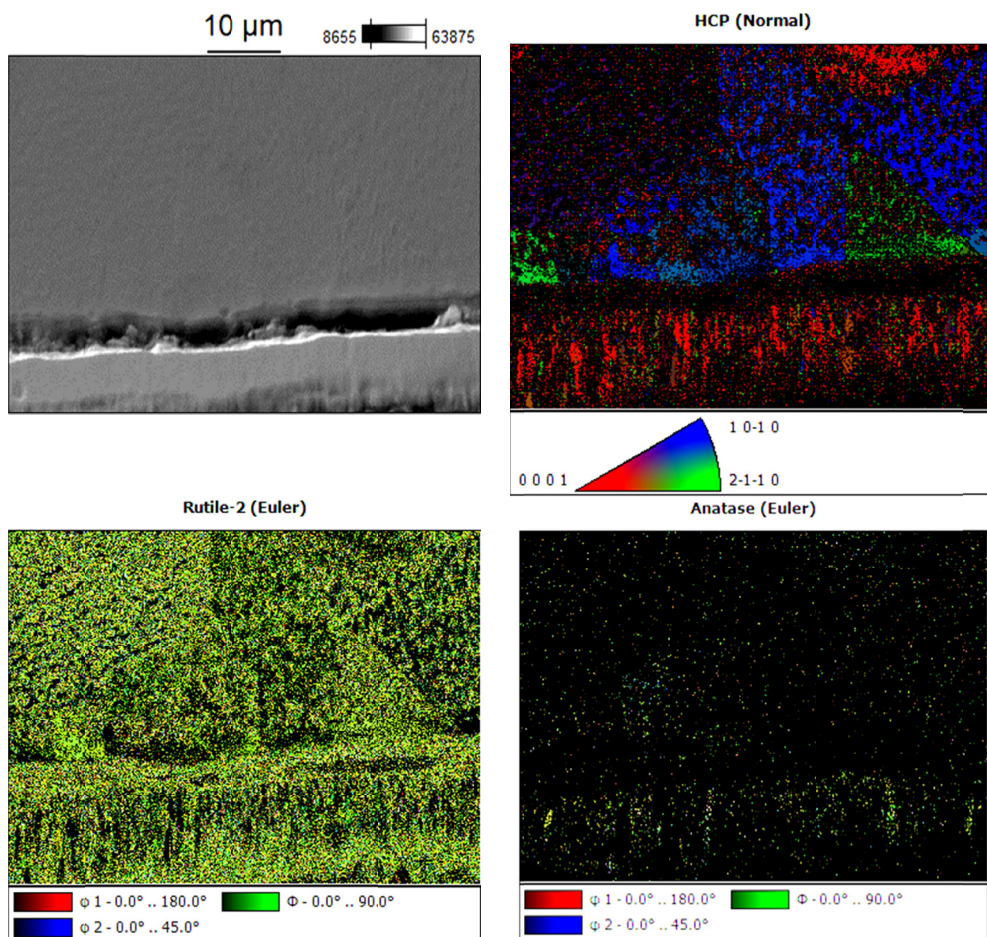 10 μm
8655 63875
HCP (Normal)
1 0-1 0
0 0 0 1
2-1-1 0
Rutile-2 (Euler)
φ 1 - 0.0° .. 180.0°
Φ - 0.0° .. 90.0°
φ 2 - 0.0° .. 45.0°
Anatase (Euler)
φ 1 - 0.0° .. 180.0°
Φ - 0.0° .. 90.0°
φ 2 - 0.0° .. 45.0°